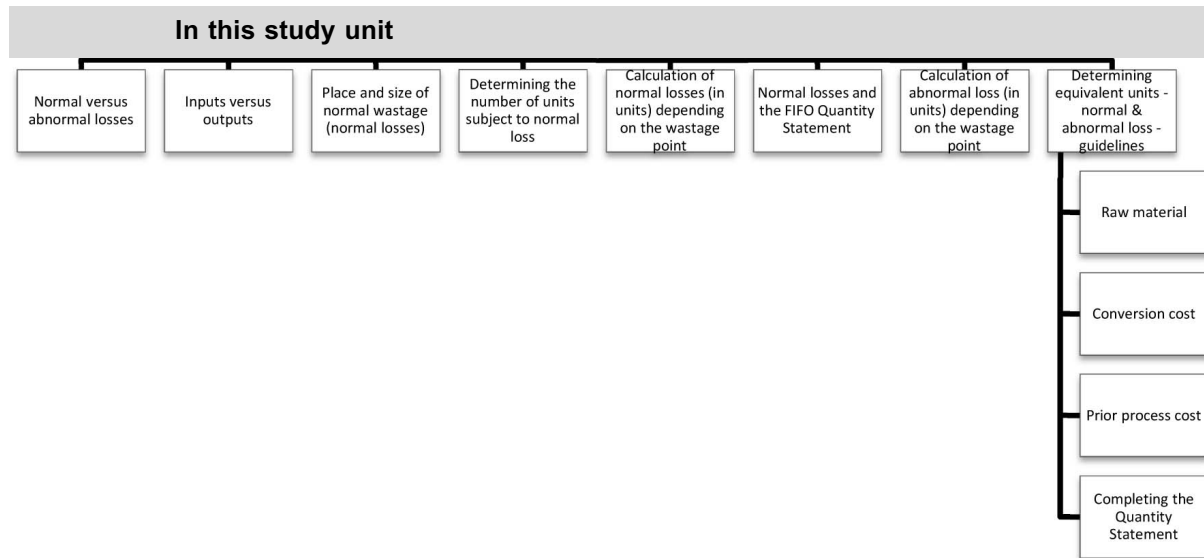 In this study unit
Normal versus
abnormal losses
Inputs versus
outputs
Place and size of
normal wastage
(normal losses)
Determining the
number of units
subject to normal
loss
Calculation of
normal losses (in
units) depending
on the wastage
point
Normal losses and
the FIFO Quantity
Statement
Calculation of
abnormal loss (in
units) depending
on the wastage
point
Determining
equivalent units -
normal &
abnormal loss -
guidelines
Raw material
Conversion cost
Prior process cost
Completing the
Quantity
Statement